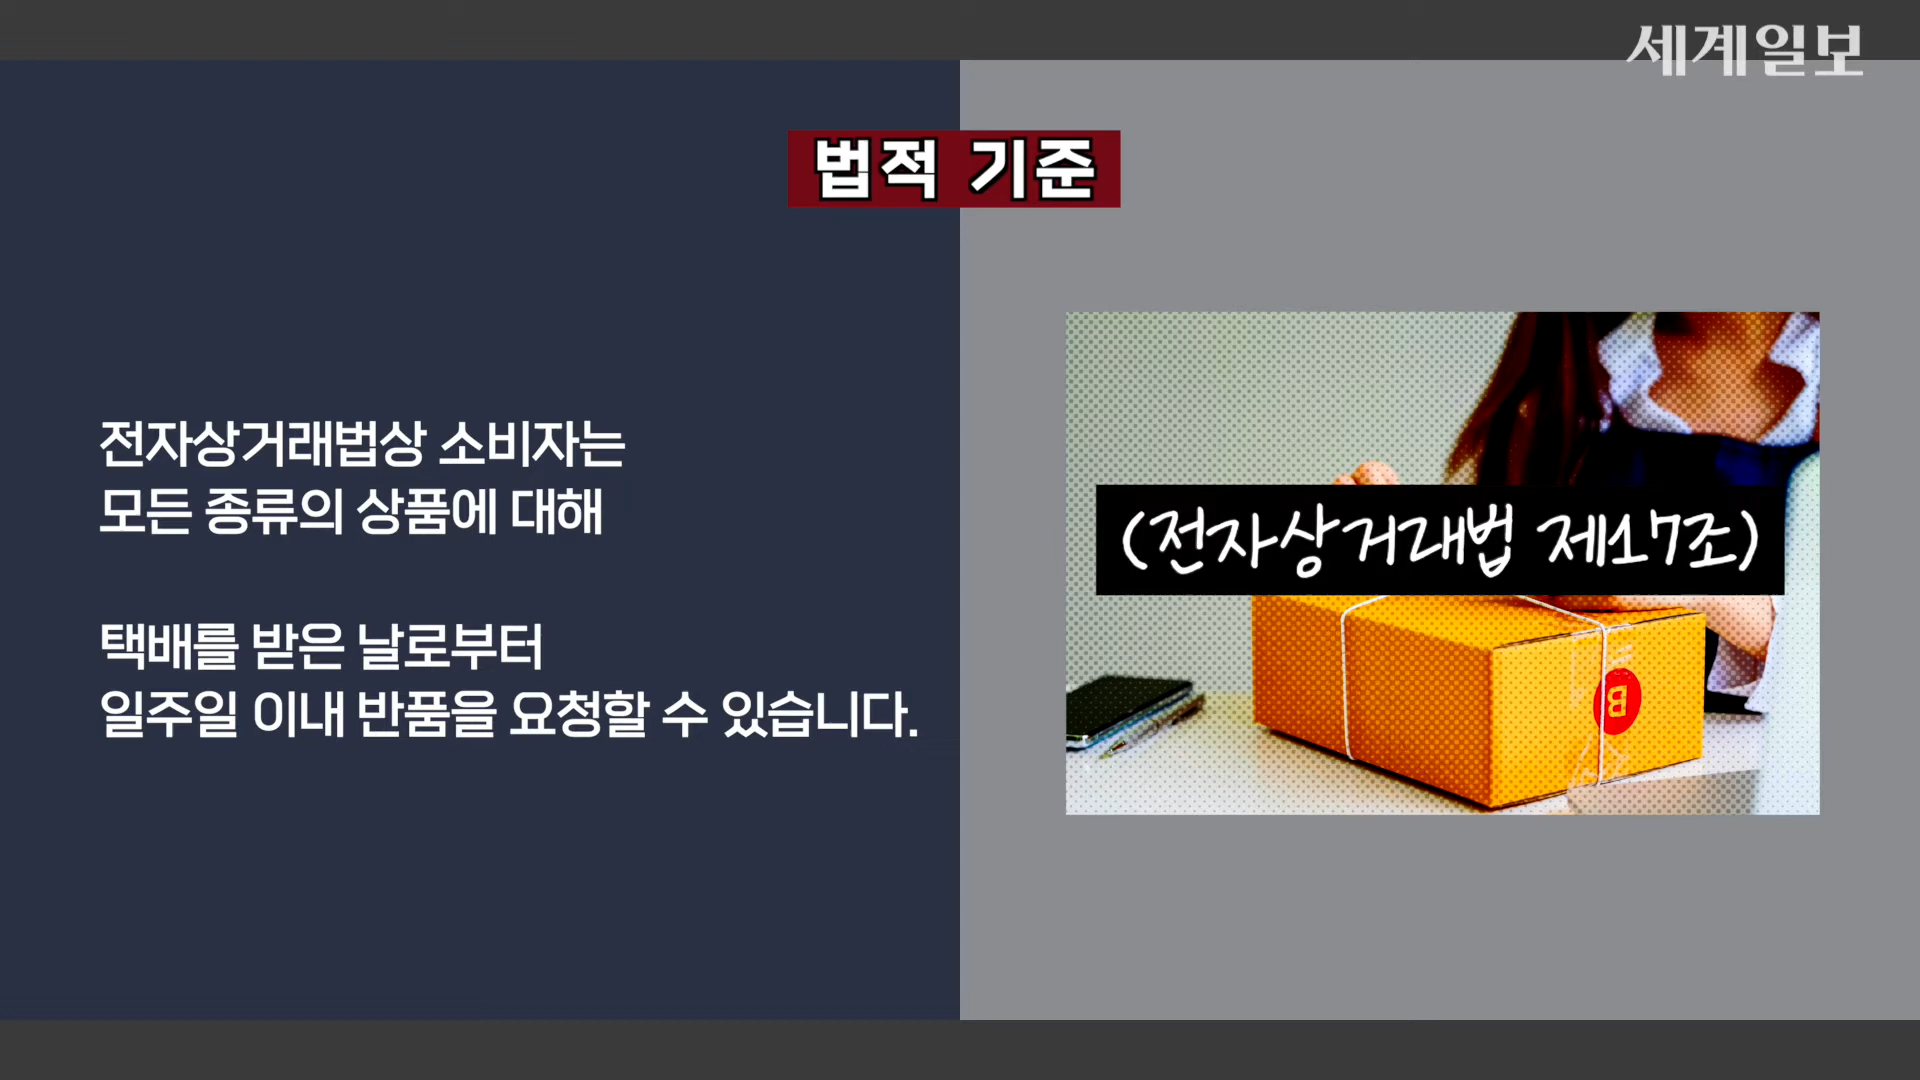 세계일보
법적 기준
전자상거래법상 소비자는
모든 종류의 상품에 대해
택배를 받은 날로부터
일주일 이내 반품을 요청할 수 있습니다.
(전자상거래법 제17조)
B